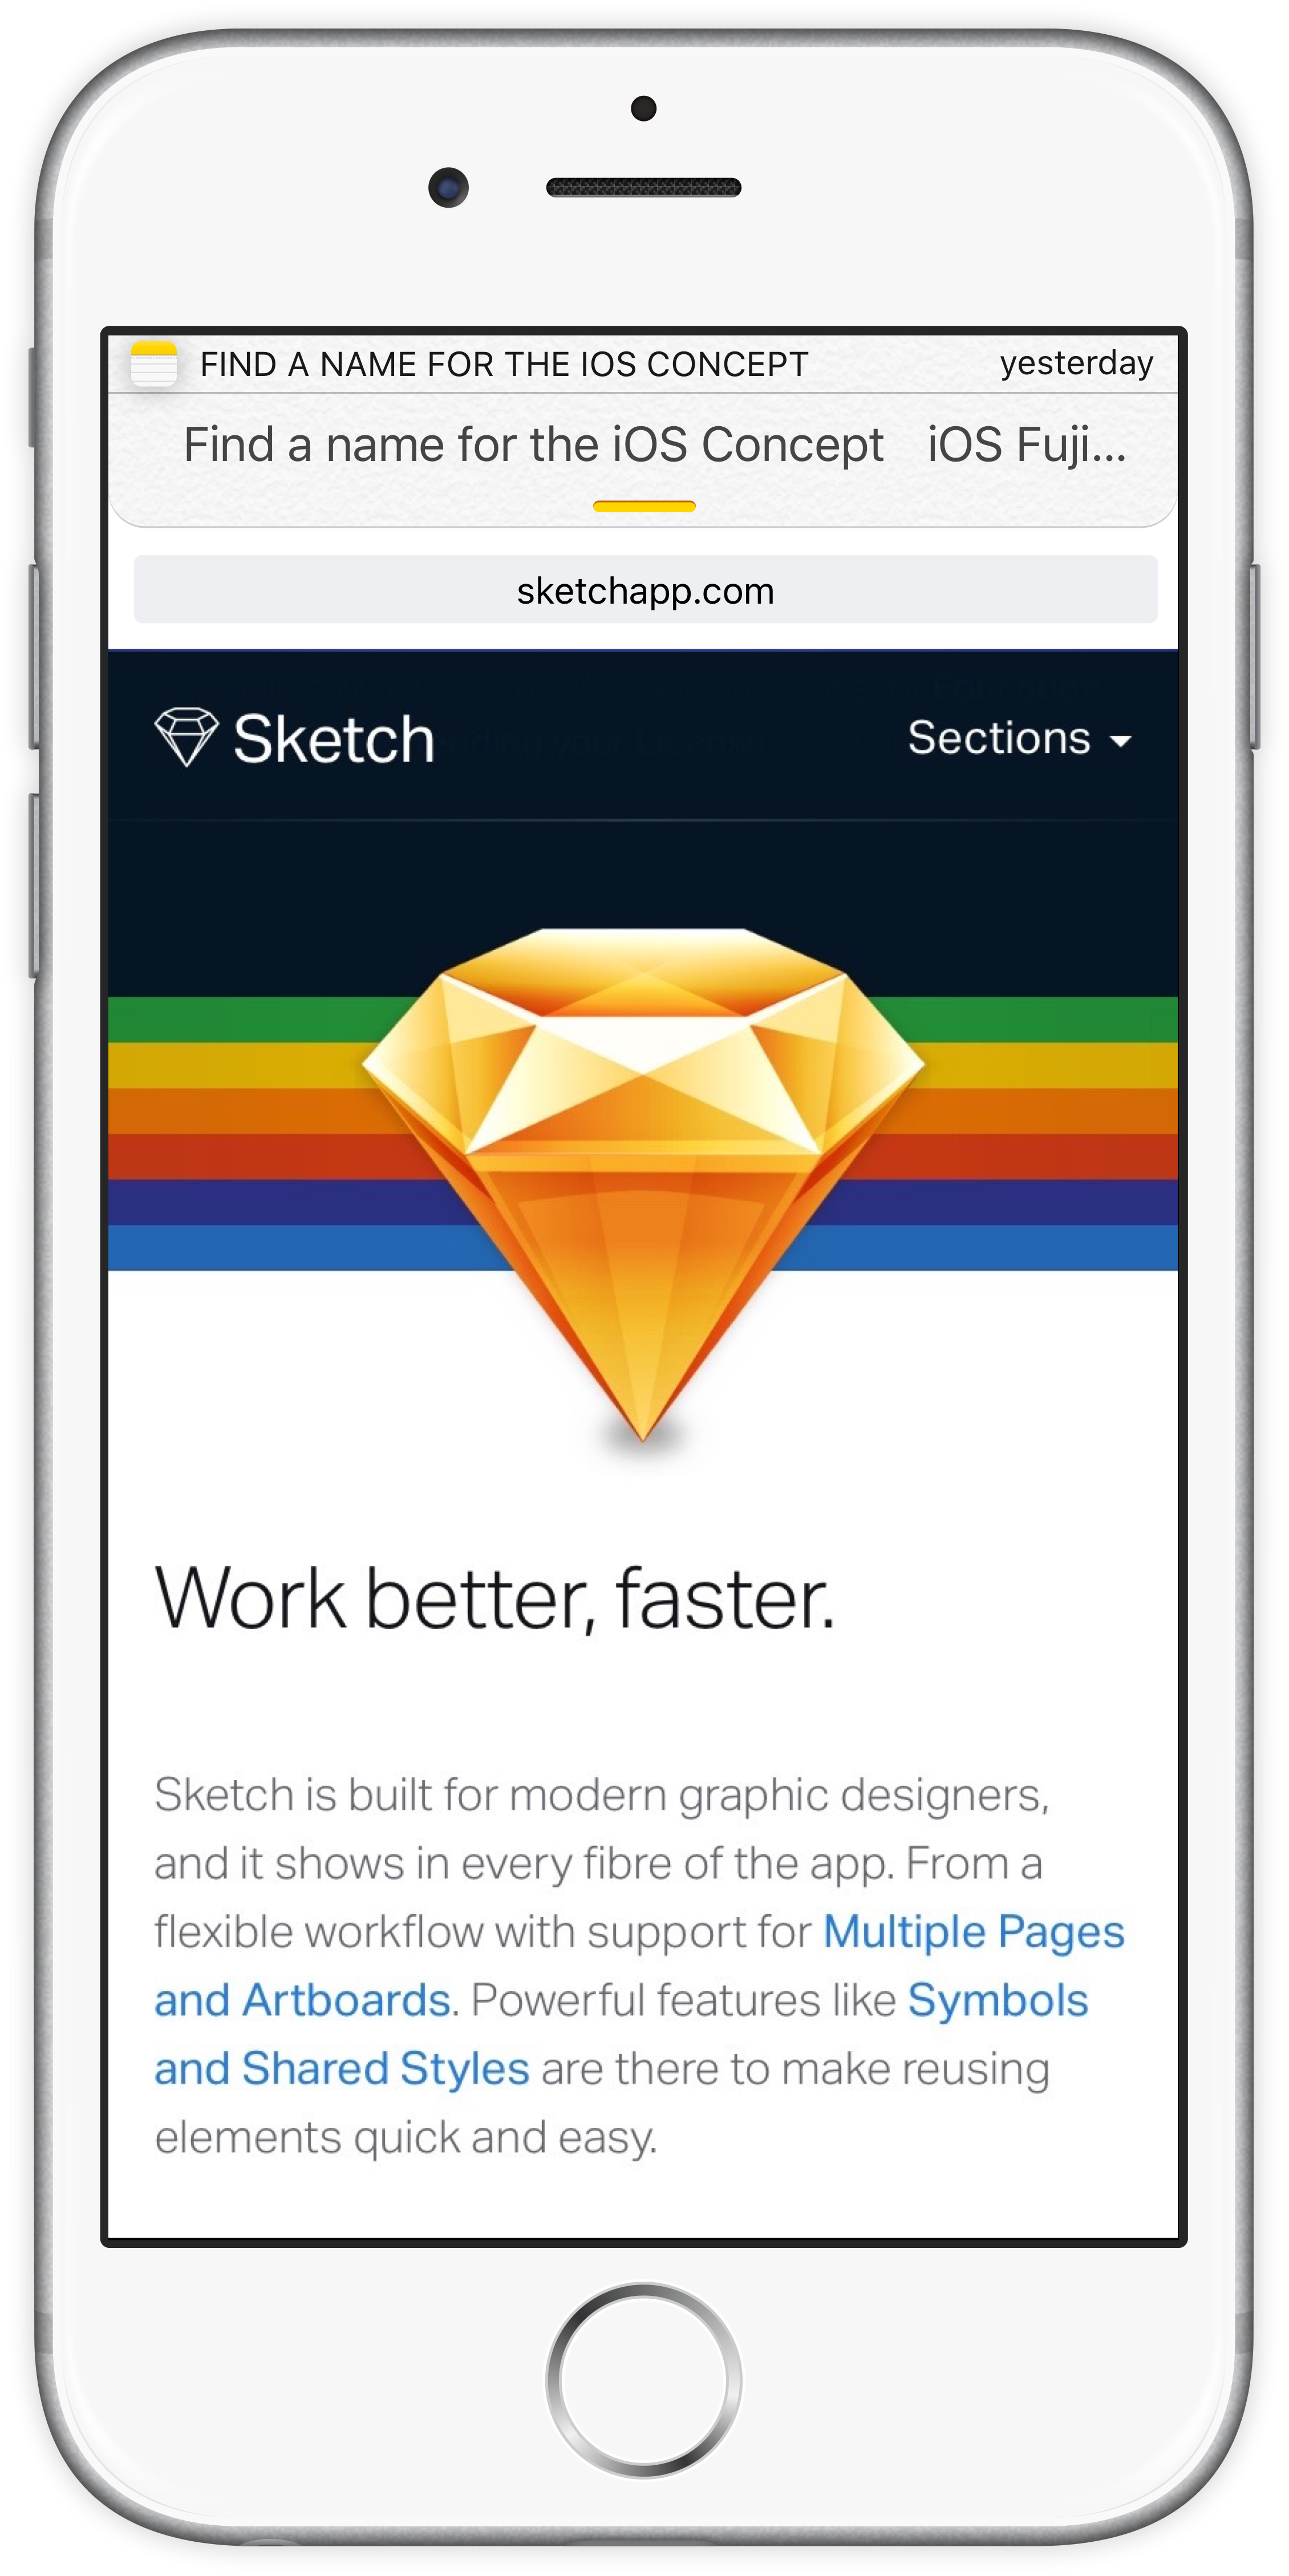 FIND A NAME FOR THE IOS CONCEPT yesterday
Find a name for the iOS Concept iOS Fuji...
sketchapp.com
Sketch Sections
Work better, faster.
Sketch is built for modern graphic designers,
and it shows in every fibre of the app. From a
flexible workflow with support for Multiple Pages
and Artboards. Powerful features like Symbols
and Shared Styles are there to make reusing
elements quick and easy.